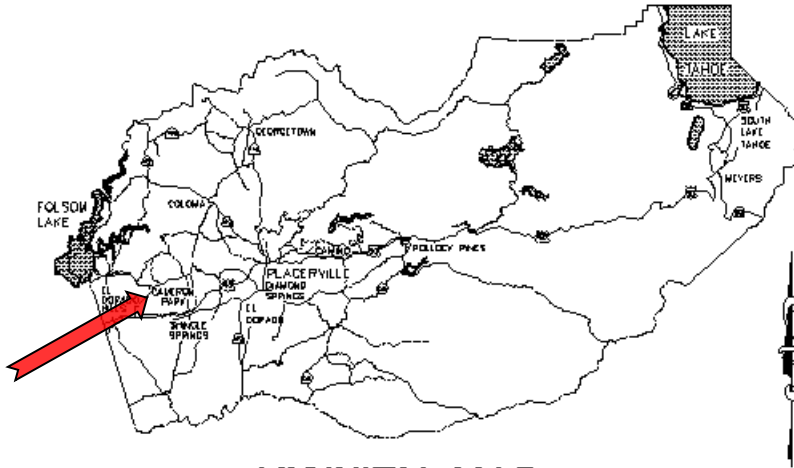 LAKE
TAHOE
SOUTH
LAKE
TAHOE
MEYERS
GEORGETOWN
FOLSOM
LAKE
COLOMA
CAMINO
POLLOCK PINES
PLACERVILLE
DIAMOND
SPRINGS
CAMERON
PARK
EL
DORADO
SHINGLE
SPRINGS
EL
DORADO